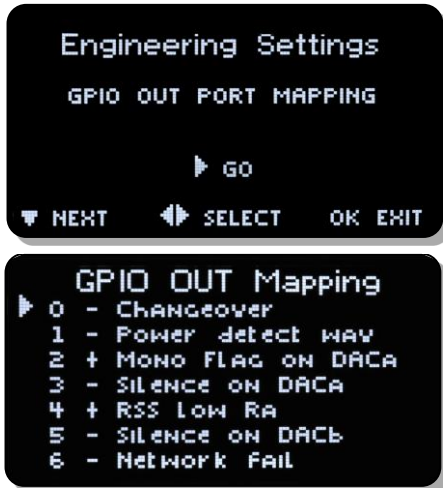 Engineering Settings
GPIO OUT PORT MAPPING
GO
NEXT SELECT OK EXIT
GPIO OUT Mapping
0 - Changeover
1 - Power detect wav
2 + Mono Flag on DACa
3 - Silence on DACa
4 + RSS Low Ra
5 - Silence on DACb
6 - Network Fail